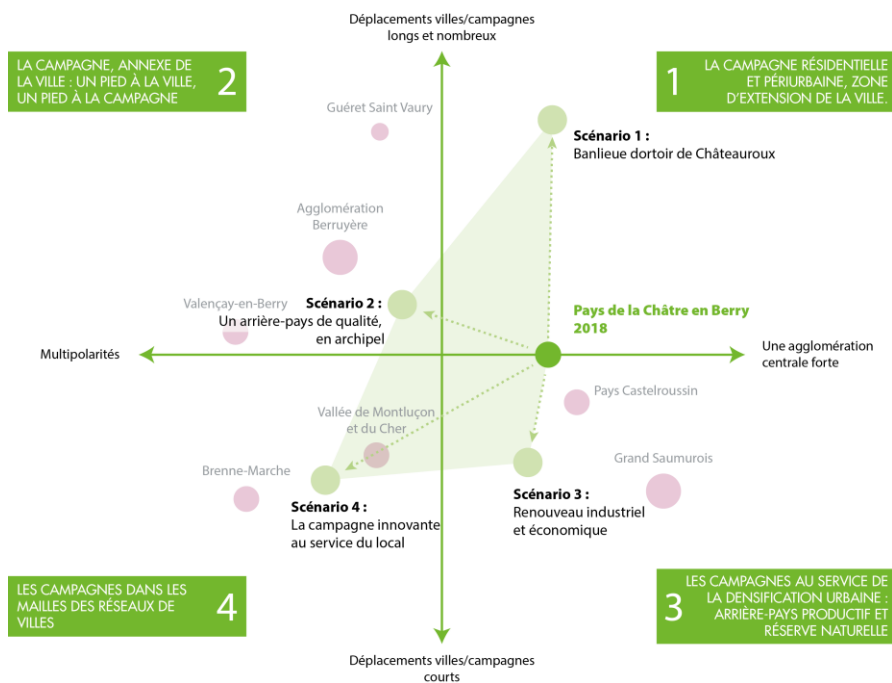 Déplacements villes/campagnes
longs et nombreux
LA CAMPAGNE, ANNEXE DE
LA VILLE : UN PIED À LA VILLE,
UN PIED À LA CAMPAGNE
2
1
LA CAMPAGNE RÉSIDENTIELLE
ET PÉRIURBAINE, ZONE
D'EXTENSION DE LA VILLE.
Guéret Saint Vaury
Scénario 1 :
Banlieue dortoir de Châteauroux
Agglomération
Berruyère
Valençay-en-Berry
Scénario 2 :
Un arrière-pays de qualité,
en archipel
Pays de la Châtre en Berry
2018
Multipolarités
Une agglomération
centrale forte
Pays Castelroussin
Vallée de Montluçon
et du Cher
Brenne-Marche
Grand Saumurois
Scénario 4 :
La campagne innovante
au service du local
Scénario 3 :
Renouveau industriel
et économique
LES CAMPAGNES DANS LES
MAILLES DES RÉSEAUX DE
VILLES
4
3
LES CAMPAGNES AU SERVICE DE
LA DENSIFICATION URBAINE :
ARRIÈRE-PAYS PRODUCTIF ET
RÉSERVE NATURELLE
Déplacements villes/campagnes
courts